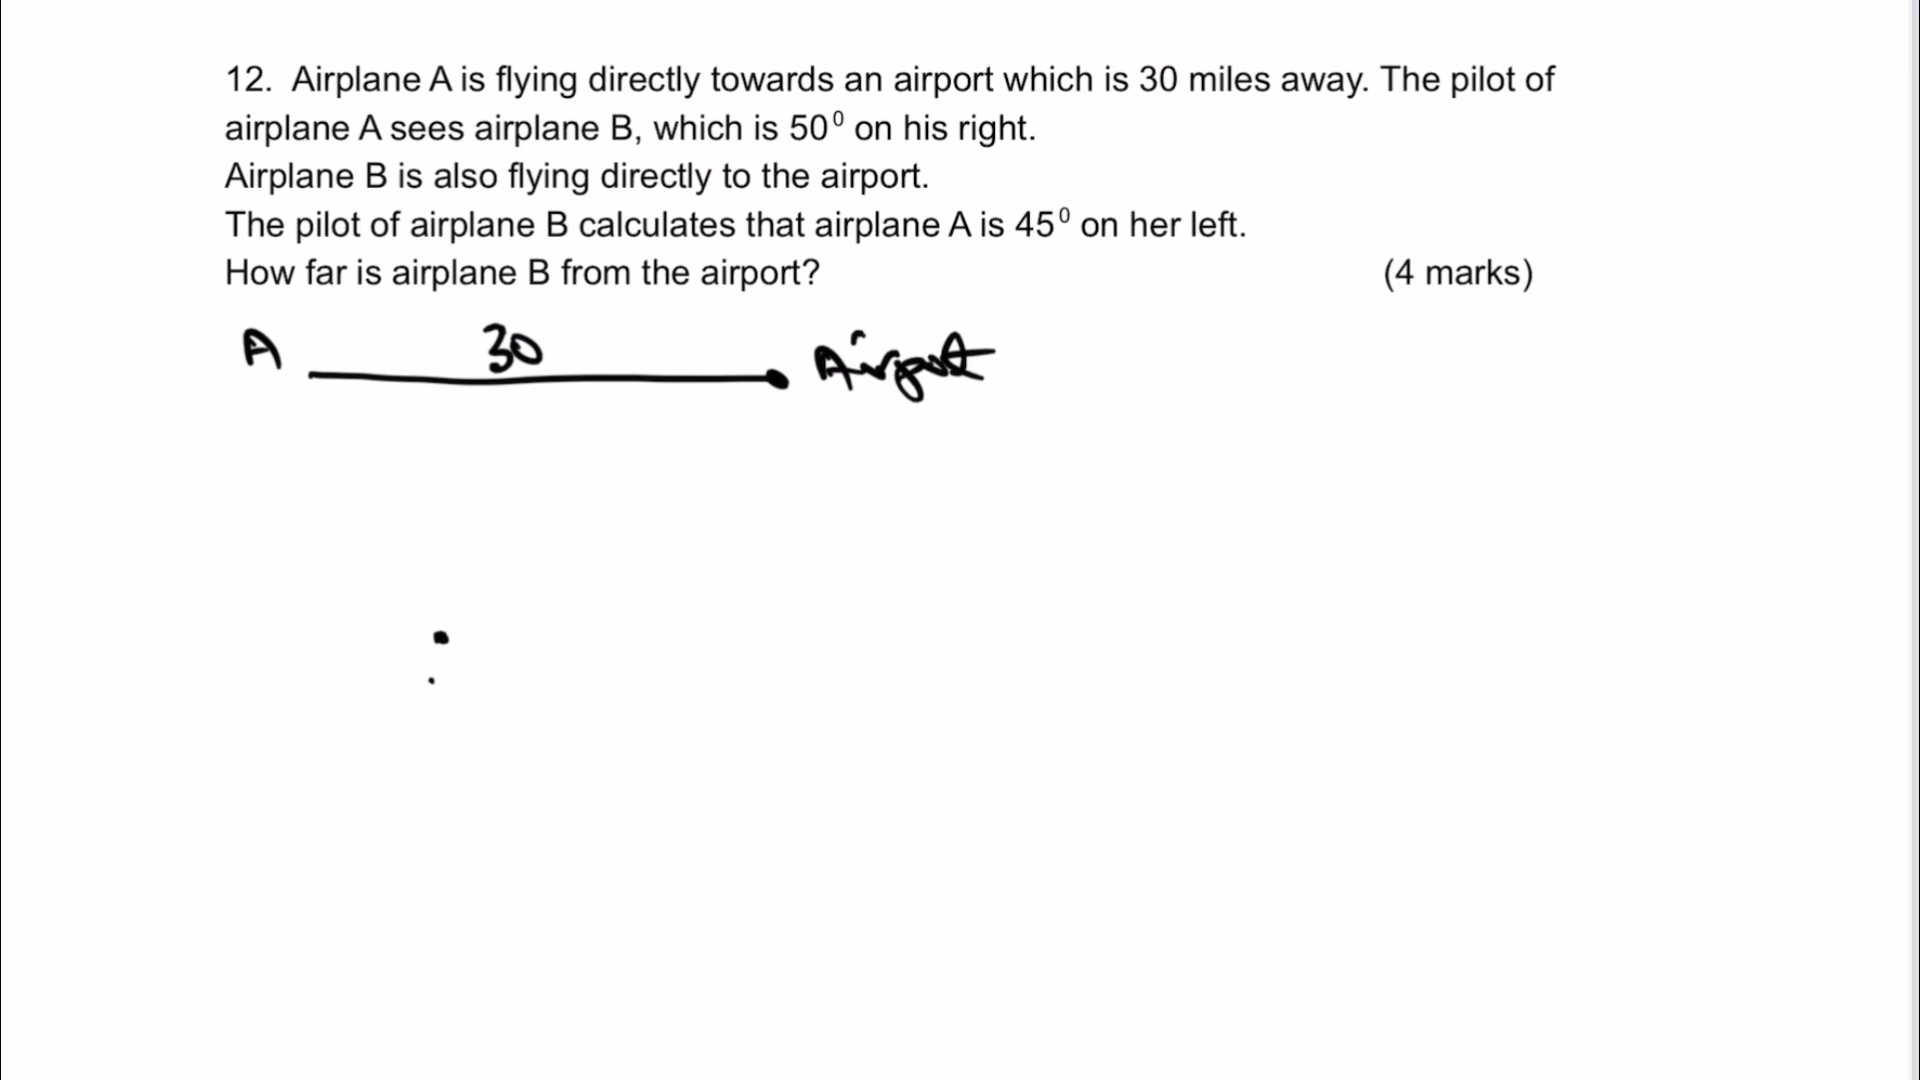 12. Airplane A is flying directly towards an airport which is 30 miles away. The pilot of
airplane A sees airplane B, which is 50⁰ on his right.
Airplane B is also flying directly to the airport.
The pilot of airplane B calculates that airplane A is 45⁰ on her left.
How far is airplane B from the airport? (4 marks)
A 30 Airport